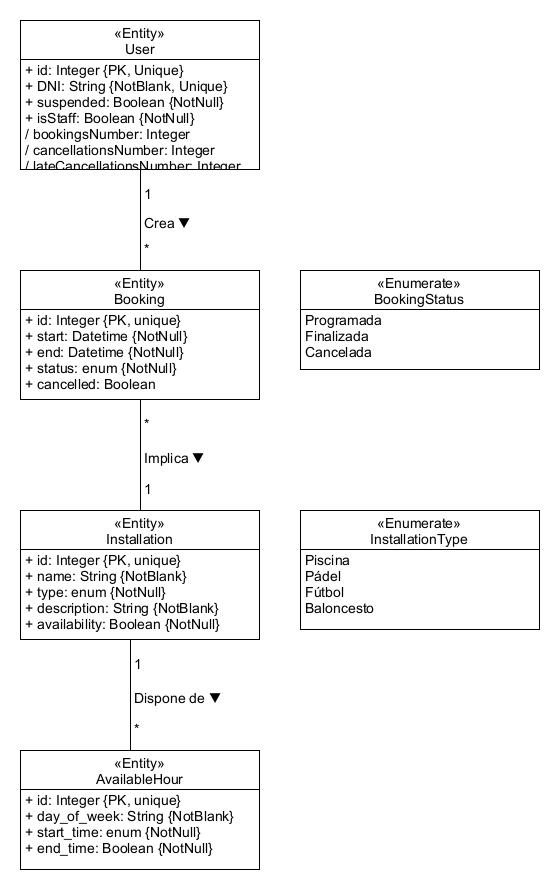 «Entity»
User
+ id: Integer {PK, Unique}
+ DNI: String {NotBlank, Unique}
+ suspended: Boolean {NotNull}
+ isStaff: Boolean {NotNull}
/ bookingsNumber: Integer
/ cancellationsNumber: Integer
/ lateCancellationsNumber: Integer
1
Crea ▼
*
«Entity»
Booking
+ id: Integer {PK, unique}
+ start: Datetime {NotNull}
+ end: Datetime {NotNull}
+ status: enum {NotNull}
+ cancelled: Boolean
«Enumerate»
BookingStatus
Programada
Finalizada
Cancelada
*
Implica ▼
1
«Entity»
Installation
+ id: Integer {PK, unique}
+ name: String {NotBlank}
+ type: enum {NotNull}
+ description: String {NotBlank}
+ availability: Boolean {NotNull}
«Enumerate»
InstallationType
Piscina
Pádel
Fútbol
Baloncesto
1
Dispone de ▼
*
«Entity»
AvailableHour
+ id: Integer {PK, unique}
+ day_of_week: String {NotBlank}
+ start_time: enum {NotNull}
+ end_time: Boolean {NotNull}